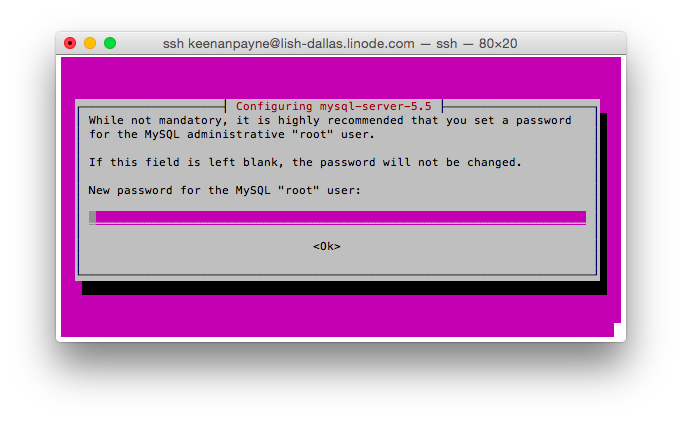 ssh keenanpayne@lish-dallas.linode.com — ssh — 80×20
Configuring mysql-server-5.5
While not mandatory, it is highly recommended that you set a password
for the MySQL administrative "root" user.
If this field is left blank, the password will not be changed.
New password for the MySQL "root" user:
<Ok>